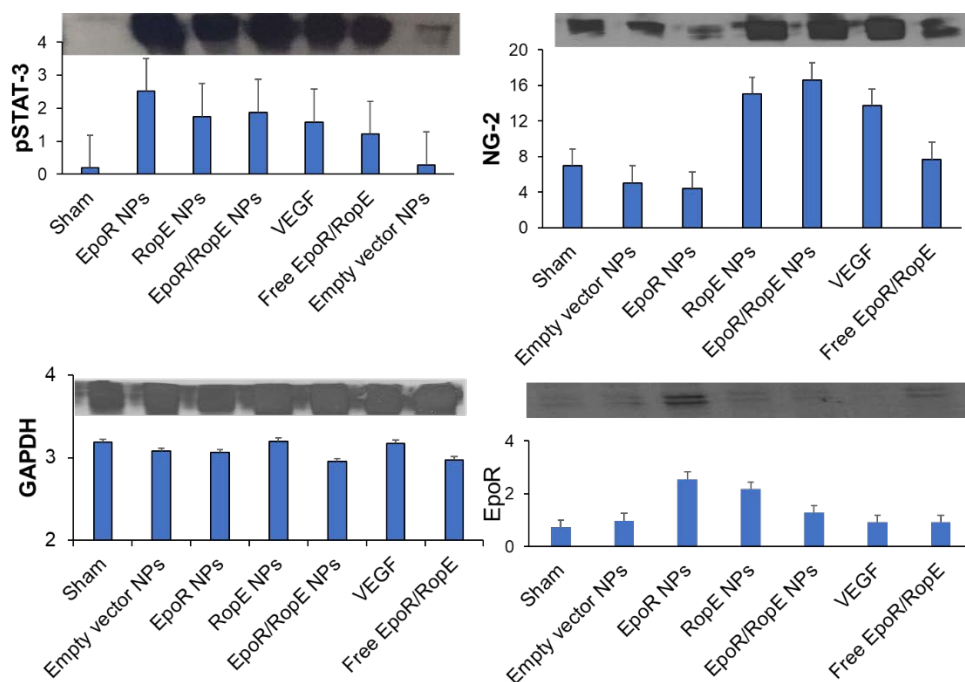 4
3
2
1
0
pSTAT-3
Sham
EpoR NPs
RopE NPs
EpoR/RopE NPs
VEGF
Free EpoR/RopE
Empty vector NPs
20
16
12
8
4
0
NG-2
Sham
Empty vector NPs
EpoR NPs
RopE NPs
EpoR/RopE NPs
VEGF
Free EpoR/RopE
4
3
2
GAPDH
Sham
Empty vector NPs
EpoR NPs
RopE NPs
EpoR/RopE NPs
VEGF
Free EpoR/RopE
4
2
0
EpoR
Sham
Empty vector NPs
EpoR NPs
RopE NPs
EpoR/RopE NPs
VEGF
Free EpoR/RopE